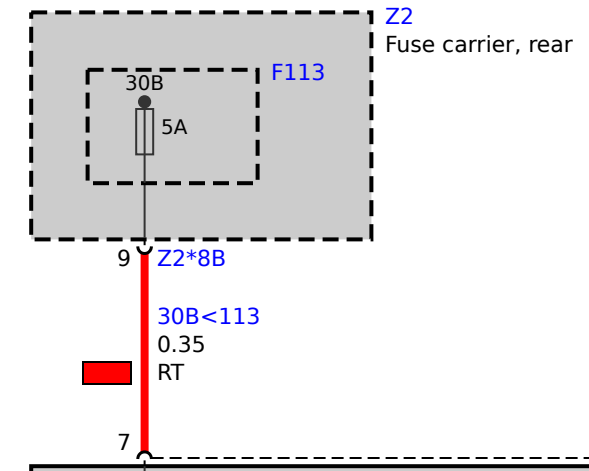 Z2
Fuse carrier, rear
F113
30B
5A
9 Z2*8B
30B<113
0.35
RT
7